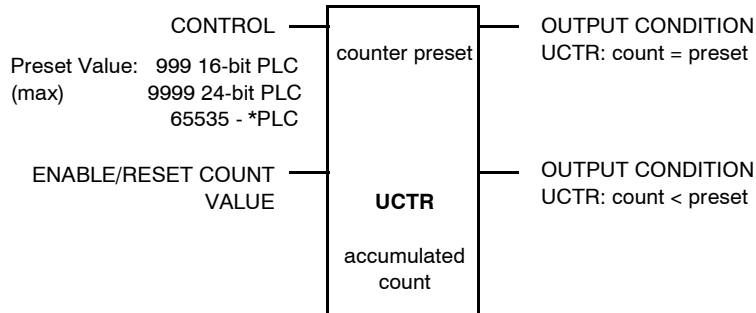 CONTROL
Preset Value: 999 16-bit PLC
(max) 9999 24-bit PLC
65535 - *PLC
ENABLE/RESET COUNT
VALUE
counter preset
UCTR
accumulated
count
OUTPUT CONDITION
UCTR: count = preset
OUTPUT CONDITION
UCTR: count < preset